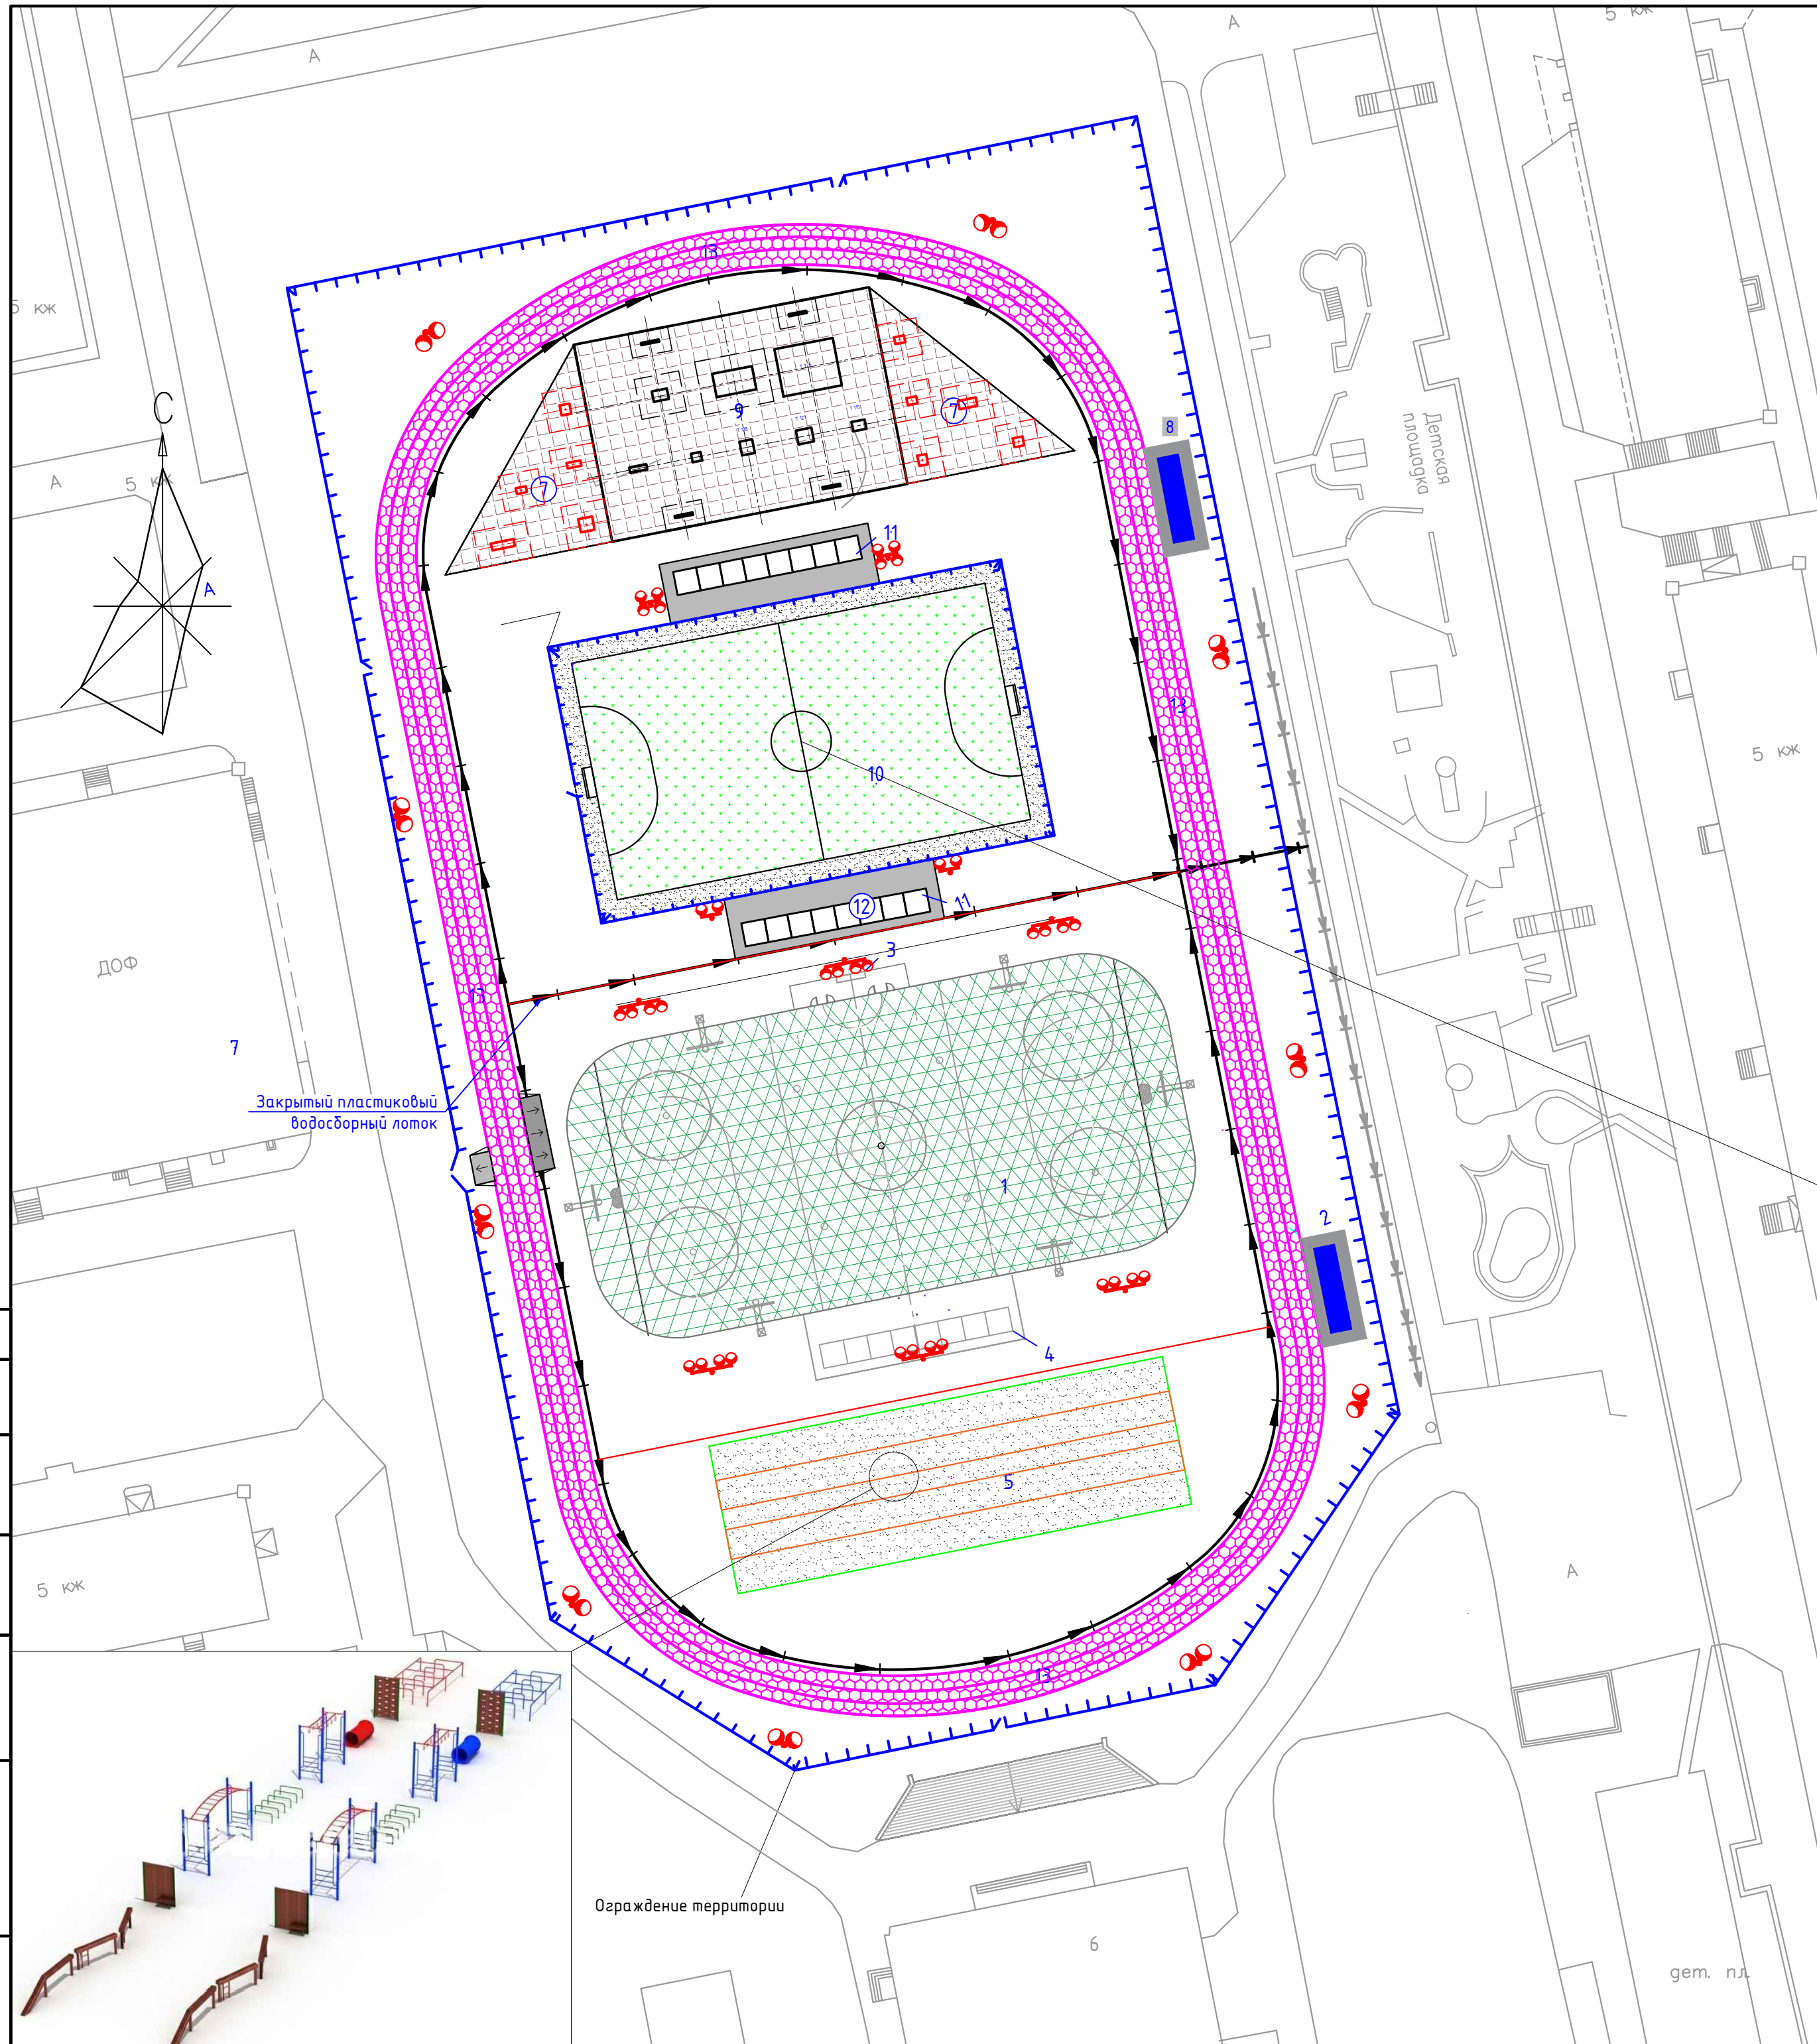 5 кж
А
А
13
5 кж
С
8
9
7
А
5 кж
7
Детская
площадка
11
А
13
5 кж
10
12
11
3
ДОФ
13
7
Закрытый пластиковый
водосборный лоток
1
2
4
5
А
5 кж
13
Ограждение территории
6
дет. пл.